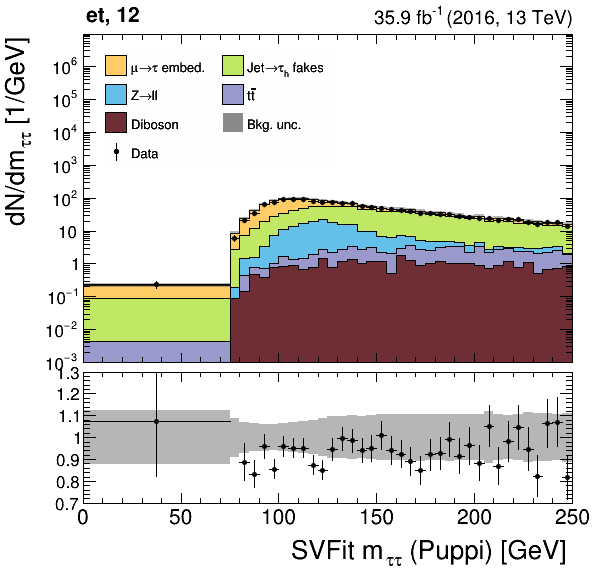 et, 12
35.9 fb⁻¹ (2016, 13 TeV)
dN/dm_ττ [1/GeV]
μ→τ embed.
Jet→τ_h fakes
Z→ll
tt̄
Diboson
Bkg. unc.
Data
10⁶
10⁵
10⁴
10³
10²
10
1
10⁻¹
10⁻²
10⁻³
1.3
1.2
1.1
1
0.9
0.8
0.7
0 50 100 150 200 250
SVFit m_ττ (Puppi) [GeV]